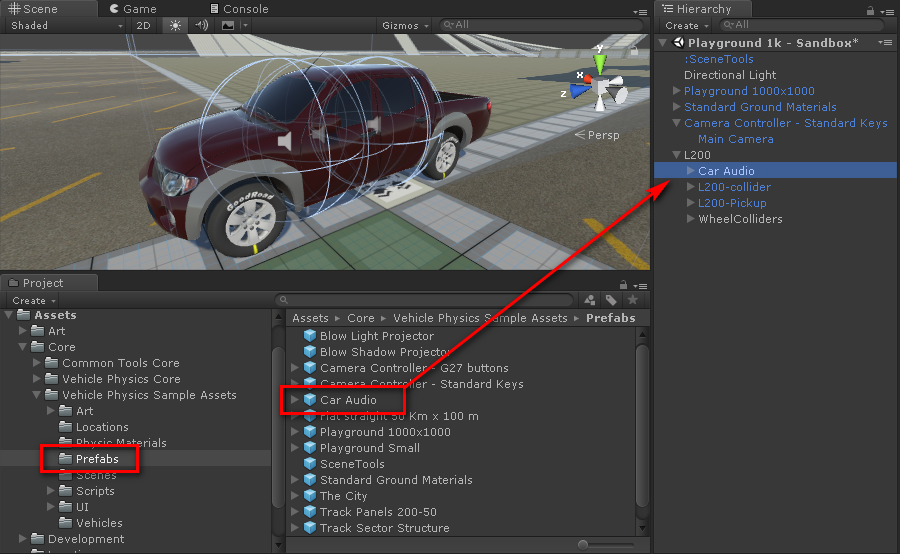 Scene
Game
Console
Shaded
2D
Gizmos
All
y
x
z
Persp
GoodRoad
Hierarchy
Create
All
Playground 1k - Sandbox*
:SceneTools
Directional Light
Playground 1000x1000
Standard Ground Materials
Camera Controller - Standard Keys
Main Camera
L200
Car Audio
L200-collider
L200-Pickup
WheelColliders
Project
Create
Assets
Art
Core
Common Tools Core
Vehicle Physics Core
Vehicle Physics Sample Assets
Art
Locations
Physic Materials
Prefabs
Scenes
Scripts
UI
Vehicles
Development
Assets ▸ Core ▸ Vehicle Physics Sample Assets ▸ Prefabs
Blow Light Projector
Blow Shadow Projector
Camera Controller - G27 buttons
Camera Controller - Standard Keys
Car Audio
Flat straight 50 Km x 100 m
Playground 1000x1000
Playground Small
SceneTools
Standard Ground Materials
The City
Track Panels 200-50
Track Sector Structure